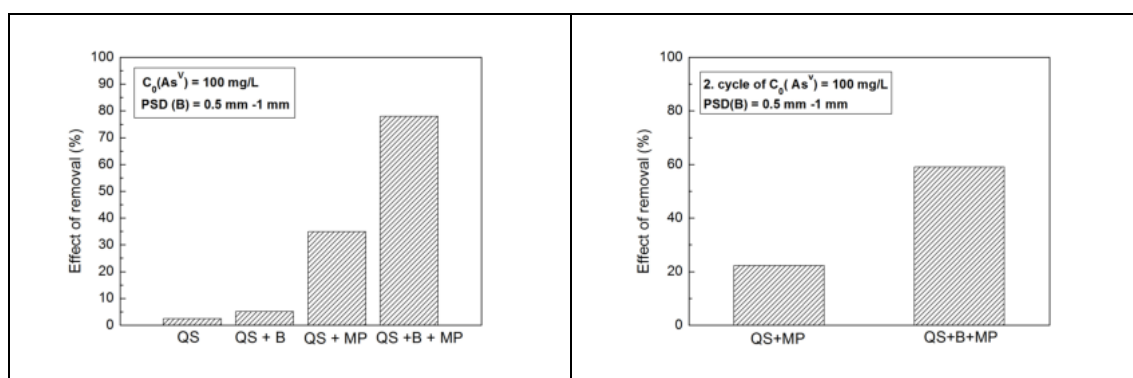 100
90
80
70
60
50
40
30
20
10
0
Effect of removal (%)
C₀(Asⱽ) = 100 mg/L
PSD (B) = 0.5 mm -1 mm
QS QS + B QS + MP QS +B + MP
100
80
60
40
20
0
Effect of removal (%)
2. cycle of C₀( Asⱽ) = 100 mg/L
PSD(B) = 0.5 mm -1 mm
QS+MP QS+B+MP